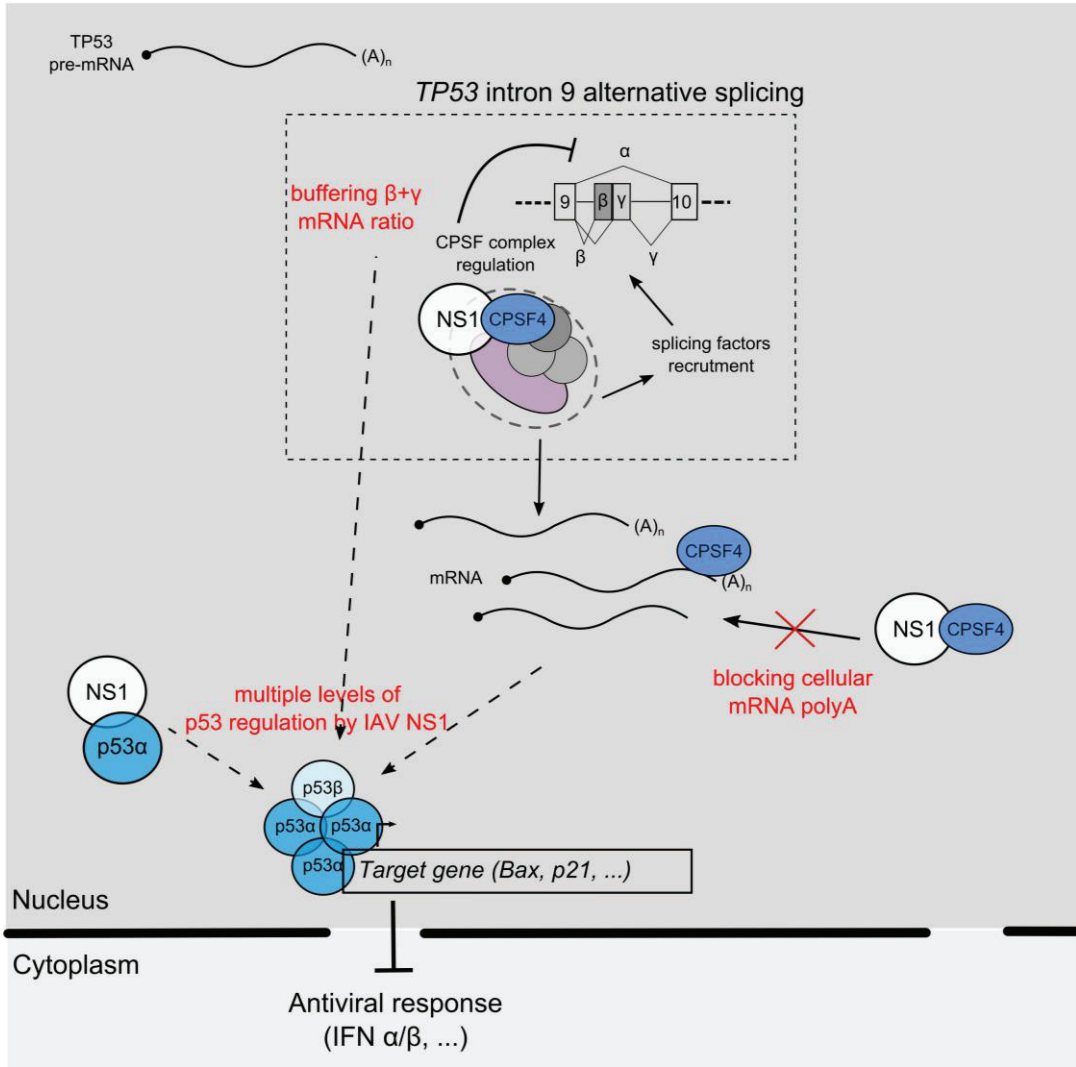 TP53
pre-mRNA
(A)n
TP53 intron 9 alternative splicing
α
buffering β+γ
mRNA ratio
9
β
γ
10
CPSF complex
regulation
β
γ
NS1
CPSF4
splicing factors
recrutment
(A)n
CPSF4
mRNA
(A)n
NS1
CPSF4
blocking cellular
mRNA polyA
NS1
p53α
multiple levels of
p53 regulation by IAV NS1
p53β
p53α
p53α
p53α
Target gene (Bax, p21, ...)
Nucleus
Cytoplasm
Antiviral response
(IFN α/β, ...)